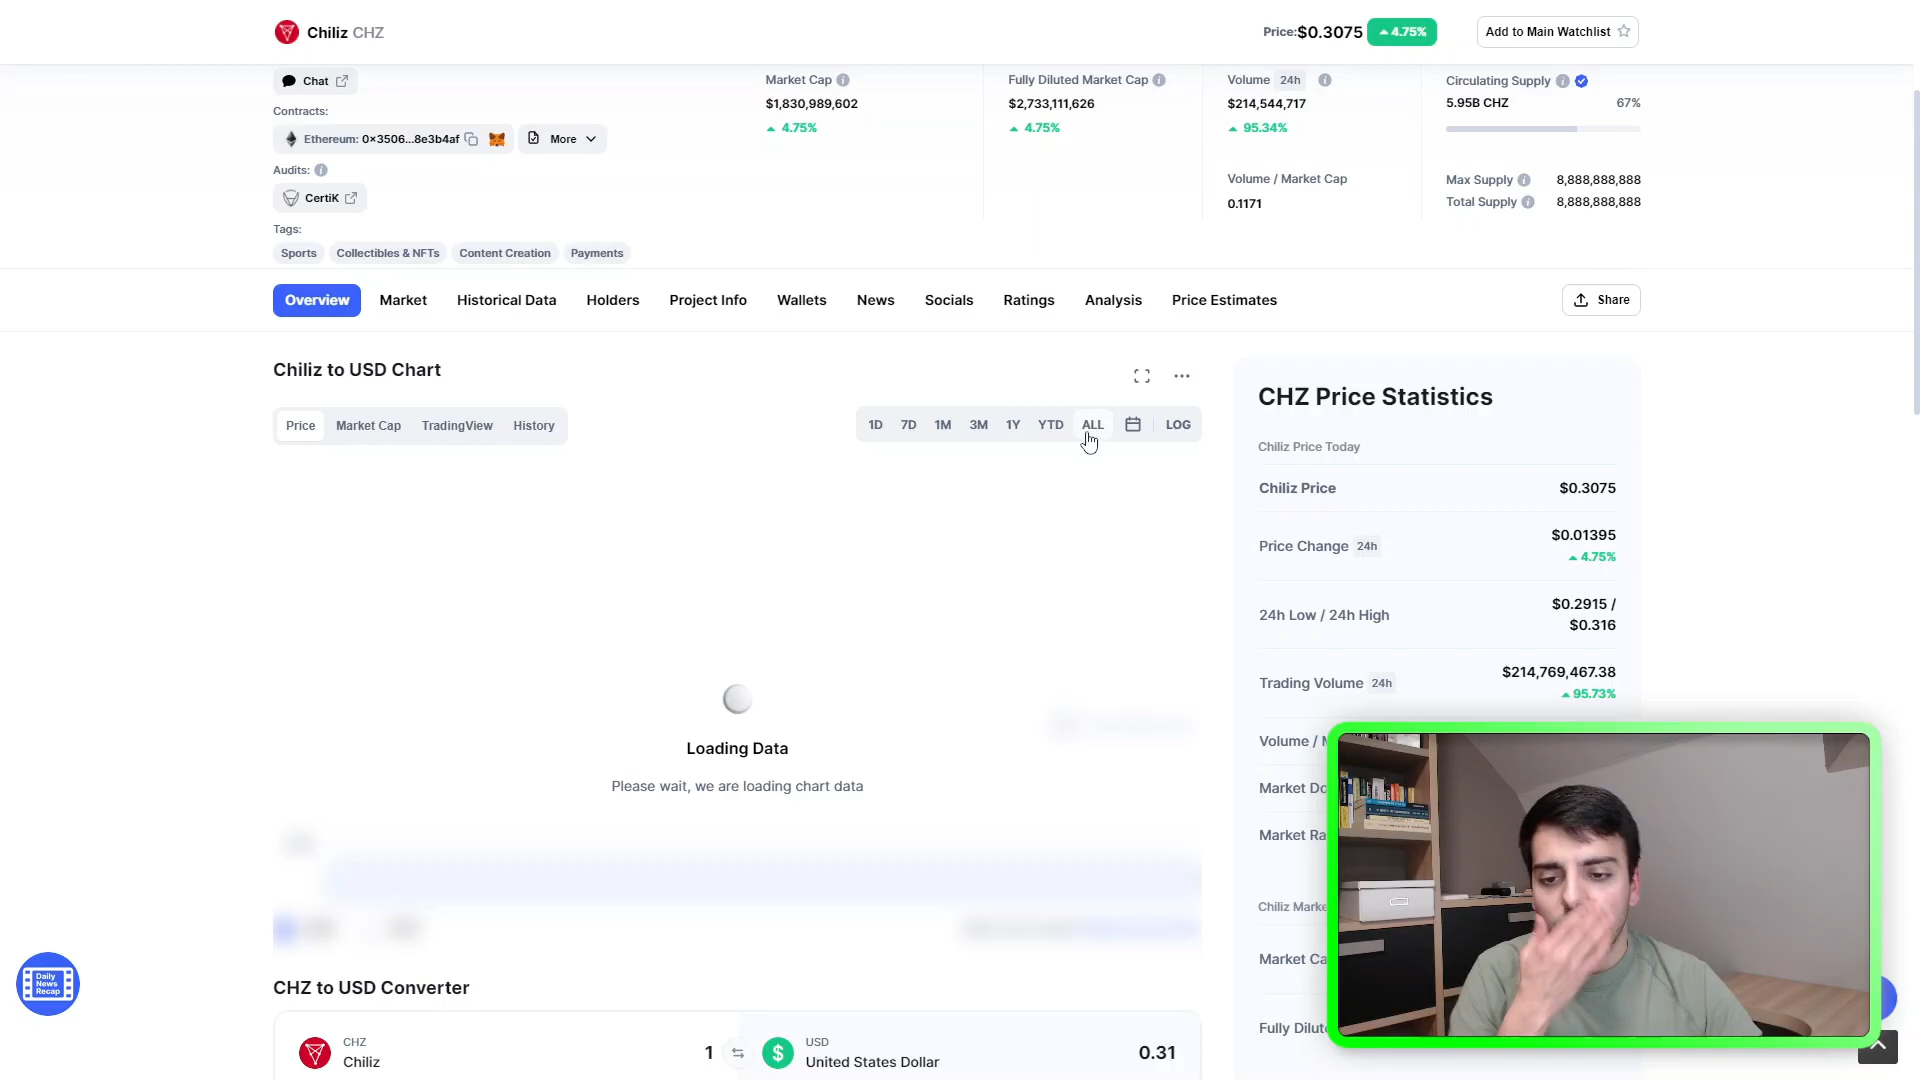 Chiliz CHZ
Price:$0.3075 4.75%
Add to Main Watchlist
Chat
Contracts:
Ethereum: 0x3506...8e3b4af
More
Audits:
CertiK
Tags:
Sports Collectibles & NFTs Content Creation Payments
Market Cap
$1,830,989,602
4.75%
Fully Diluted Market Cap
$2,733,111,626
4.75%
Volume 24h
$214,544,717
95.34%
Volume / Market Cap
0.1171
Circulating Supply
5.95B CHZ 67%
Max Supply 8,888,888,888
Total Supply 8,888,888,888
Overview Market Historical Data Holders Project Info Wallets News Socials Ratings Analysis Price Estimates
Share
Chiliz to USD Chart
Price Market Cap TradingView History
1D 7D 1M 3M 1Y YTD ALL LOG
Loading Data
Please wait, we are loading chart data
CHZ Price Statistics
Chiliz Price Today
Chiliz Price $0.3075
Price Change 24h $0.01395
4.75%
24h Low / 24h High $0.2915 /
$0.316
Trading Volume 24h $214,769,467.38
95.73%
Volume /
Market
Market
Chiliz
Market
Fully
Daily
News
Recap
CHZ to USD Converter
CHZ
Chiliz
1
USD
United States Dollar
0.31